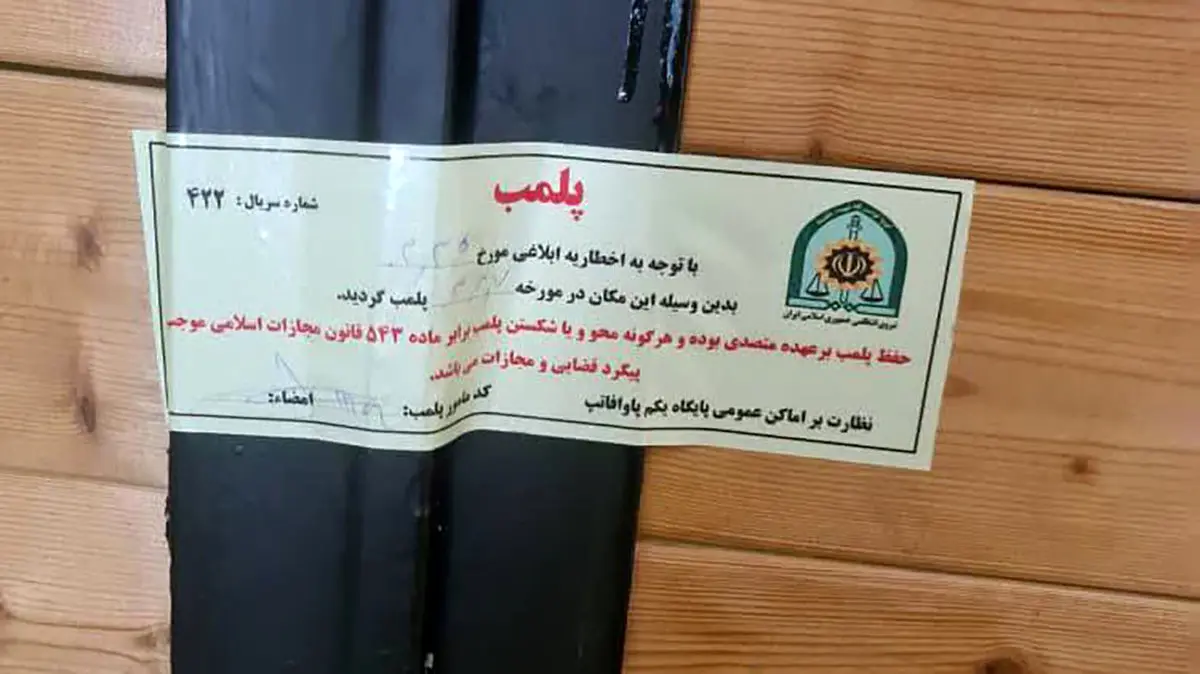 پلمب
شماره سریال: ۴۲۲
با توجه به اخطاریه ابلاغی مورخ
بدین وسیله این مکان در مورخه پلمب گردید.
حفظ پلمب برعهده متصدی بوده و هرگونه محو و یا شکستن پلمب برابر ماده ۵۴۳ قانون مجازات اسلامی موجب
پیگرد قضایی و مجازات می باشد.
نظارت بر اماکن عمومی پایگاه یکم پاوافاتب
کد مامور پلمب:
امضاء:
نیروی انتظامی جمهوری اسلامی ایران